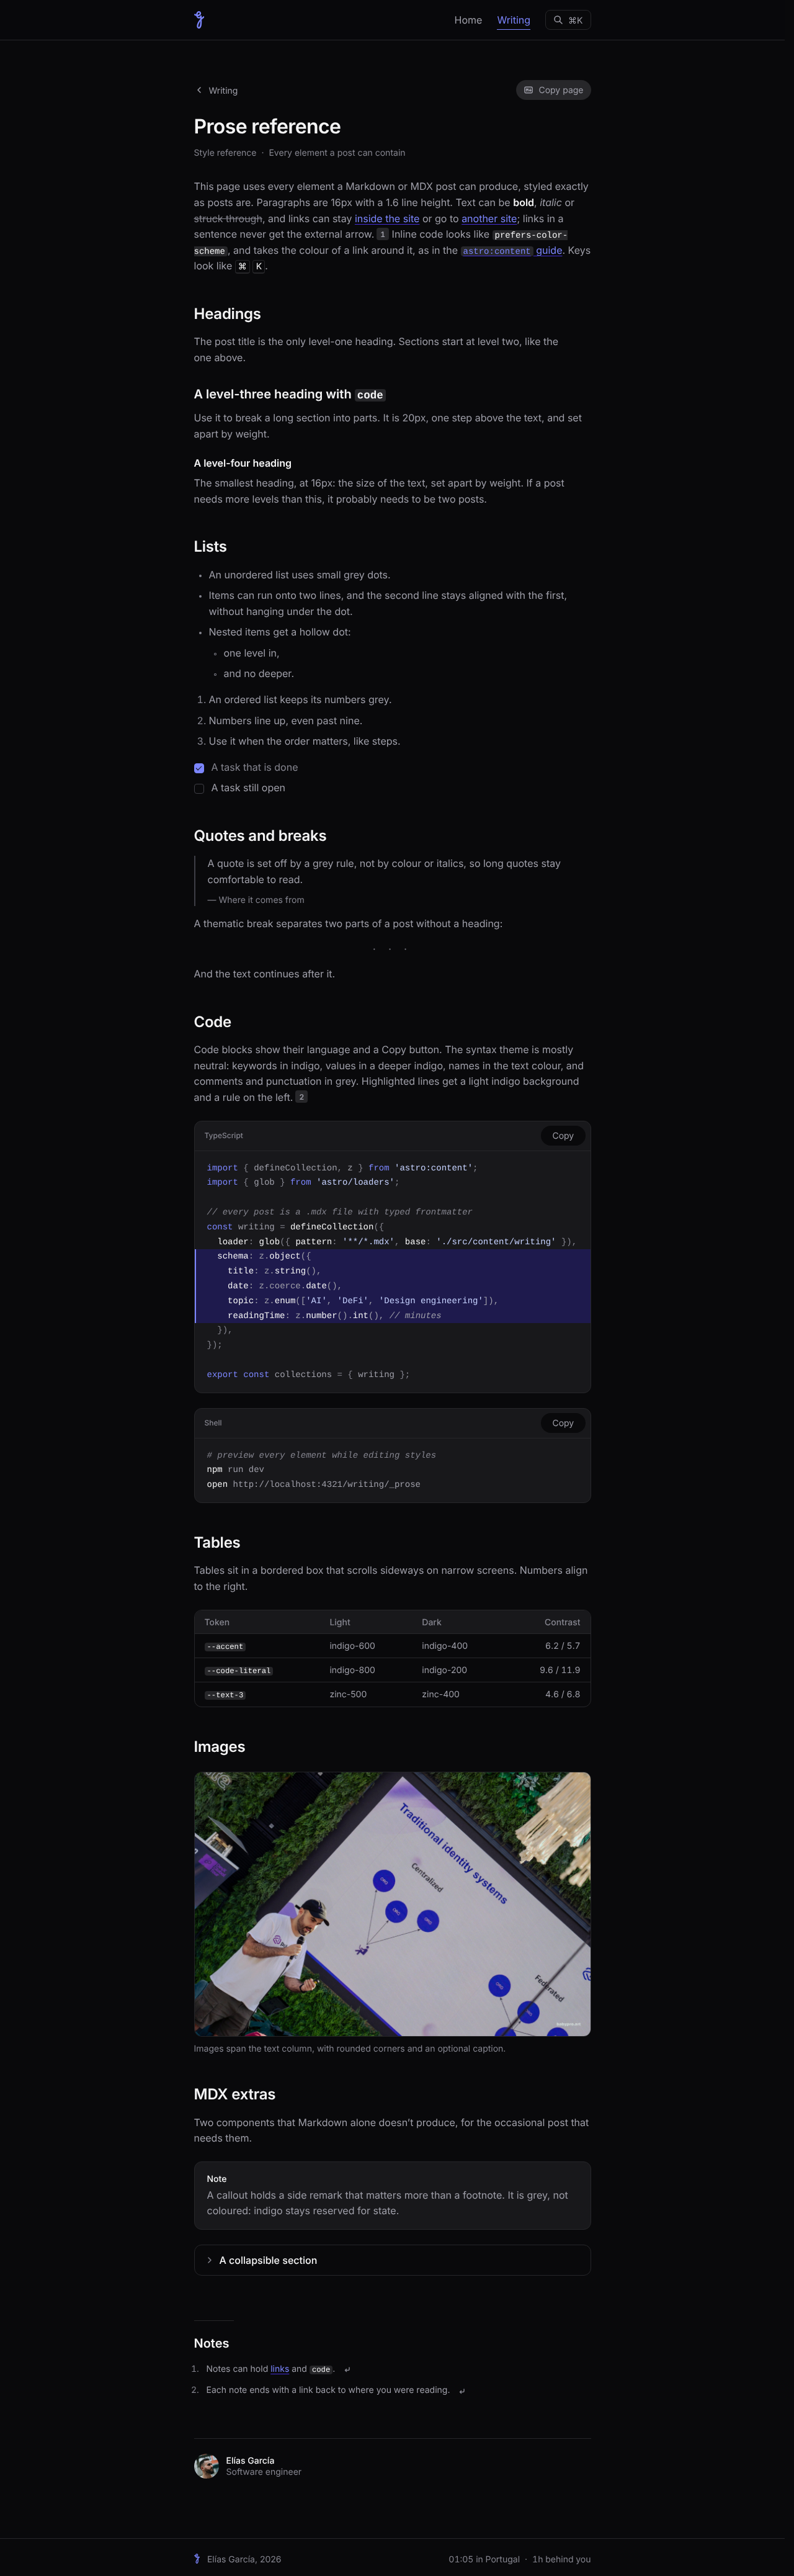 Home Writing ⌘K
Writing Copy page
Prose reference
Style reference · Every element a post can contain
This page uses every element a Markdown or MDX post can produce, styled exactly
as posts are. Paragraphs are 16px with a 1.6 line height. Text can be bold, italic or
struck through, and links can stay inside the site or go to another site; links in a
sentence never get the external arrow. 1 Inline code looks like prefers-color-
scheme, and takes the colour of a link around it, as in the astro:content guide. Keys
look like ⌘ K.
Headings
The post title is the only level-one heading. Sections start at level two, like the
one above.
A level-three heading with code
Use it to break a long section into parts. It is 20px, one step above the text, and set
apart by weight.
A level-four heading
The smallest heading, at 16px: the size of the text, set apart by weight. If a post
needs more levels than this, it probably needs to be two posts.
Lists
• An unordered list uses small grey dots.
• Items can run onto two lines, and the second line stays aligned with the first,
without hanging under the dot.
• Nested items get a hollow dot:
◦ one level in,
◦ and no deeper.
1. An ordered list keeps its numbers grey.
2. Numbers line up, even past nine.
3. Use it when the order matters, like steps.
A task that is done
A task still open
Quotes and breaks
A quote is set off by a grey rule, not by colour or italics, so long quotes stay
comfortable to read.
— Where it comes from
A thematic break separates two parts of a post without a heading:
· · ·
And the text continues after it.
Code
Code blocks show their language and a Copy button. The syntax theme is mostly
neutral: keywords in indigo, values in a deeper indigo, names in the text colour, and
comments and punctuation in grey. Highlighted lines get a light indigo background
and a rule on the left. 2
TypeScript Copy
import { defineCollection, z } from 'astro:content';
import { glob } from 'astro/loaders';
// every post is a .mdx file with typed frontmatter
const writing = defineCollection({
loader: glob({ pattern: '**/*.mdx', base: './src/content/writing' }),
schema: z.object({
title: z.string(),
date: z.coerce.date(),
topic: z.enum(['AI', 'DeFi', 'Design engineering']),
readingTime: z.number().int(), // minutes
}),
});
export const collections = { writing };
Shell Copy
# preview every element while editing styles
npm run dev
open http://localhost:4321/writing/_prose
Tables
Tables sit in a bordered box that scrolls sideways on narrow screens. Numbers align
to the right.
Token Light Dark Contrast
--accent indigo-600 indigo-400 6.2 / 5.7
--code-literal indigo-800 indigo-200 9.6 / 11.9
--text-3 zinc-500 zinc-400 4.6 / 6.8
Images
Traditional identity systems
Centralized
Federated
Images span the text column, with rounded corners and an optional caption.
MDX extras
Two components that Markdown alone doesn't produce, for the occasional post that
needs them.
Note
A callout holds a side remark that matters more than a footnote. It is grey, not
coloured: indigo stays reserved for state.
A collapsible section
Notes
1. Notes can hold links and code. ↩
2. Each note ends with a link back to where you were reading. ↩
Elías García
Software engineer
Elías García, 2026 01:05 in Portugal · 1h behind you